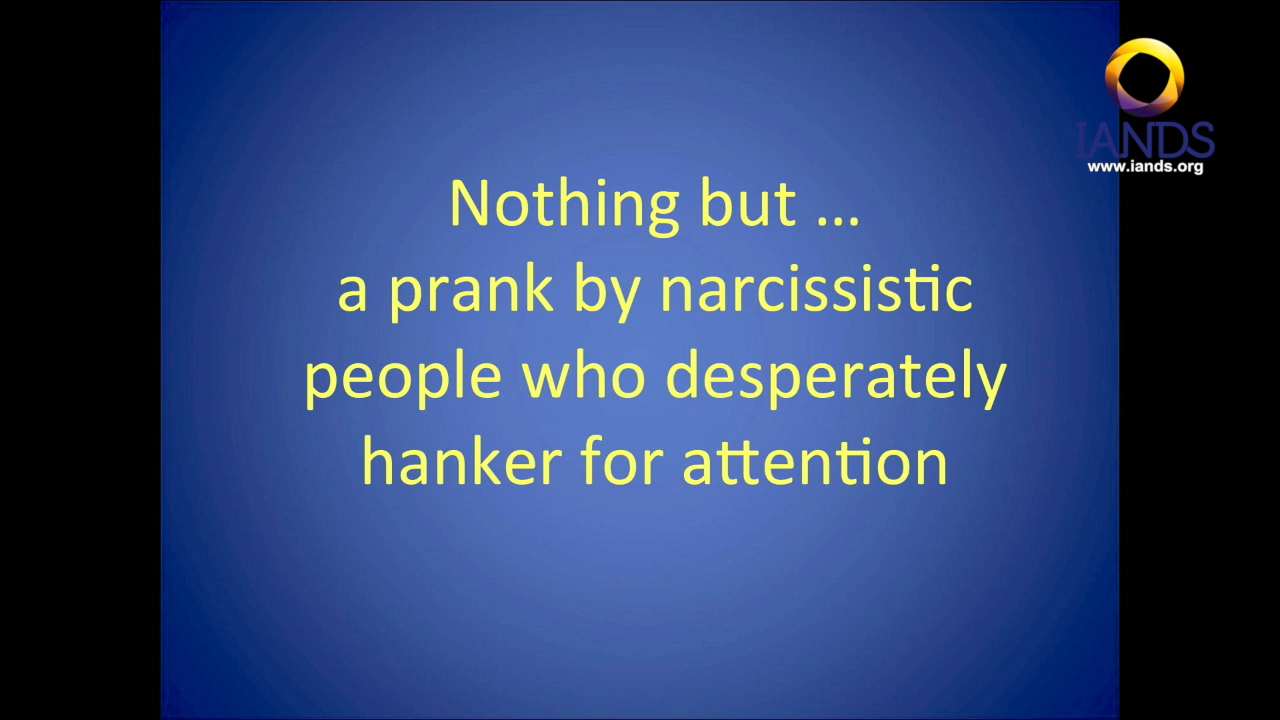 IANDS
www.iands.org
Nothing but ...
a prank by narcissistic
people who desperately
hanker for attention